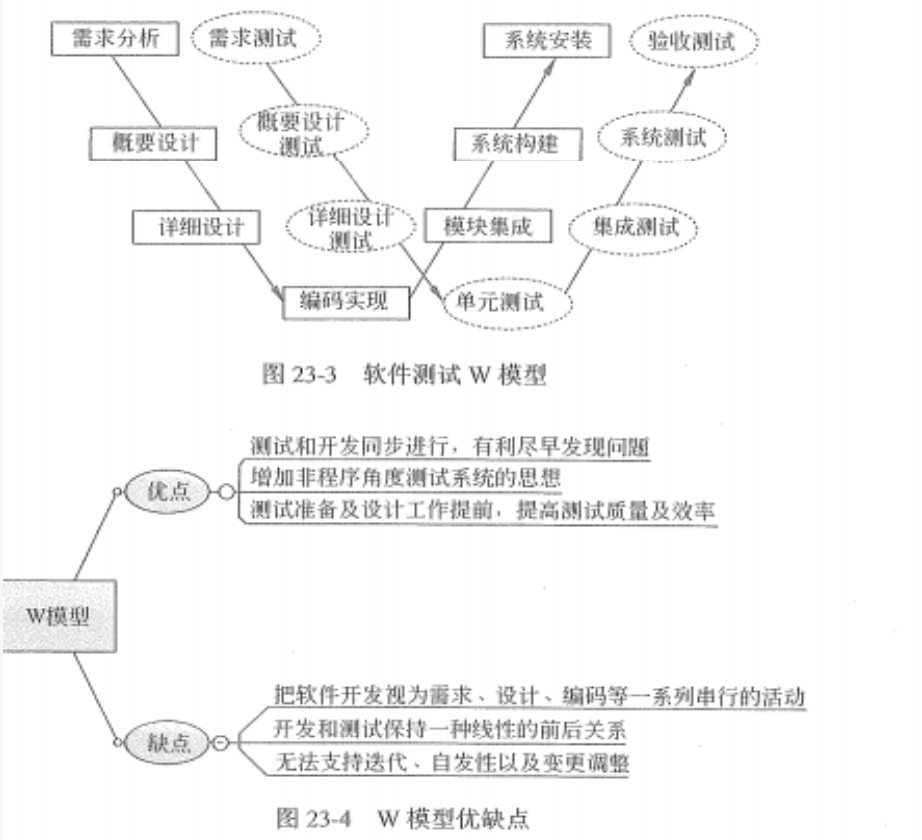 需求分析
需求测试
系统安装
验收测试
概要设计
概要设计
测试
系统构建
系统测试
详细设计
详细设计
测试
模块集成
集成测试
编码实现
单元测试
图 23-3 软件测试 W 模型
测试和开发同步进行，有利尽早发现问题
优点
增加非程序角度测试系统的思想
测试准备及设计工作提前，提高测试质量及效率
W模型
把软件开发视为需求、设计、编码等一系列串行的活动
缺点
开发和测试保持一种线性的前后关系
无法支持迭代、自发性以及变更调整
图 23-4 W 模型优缺点